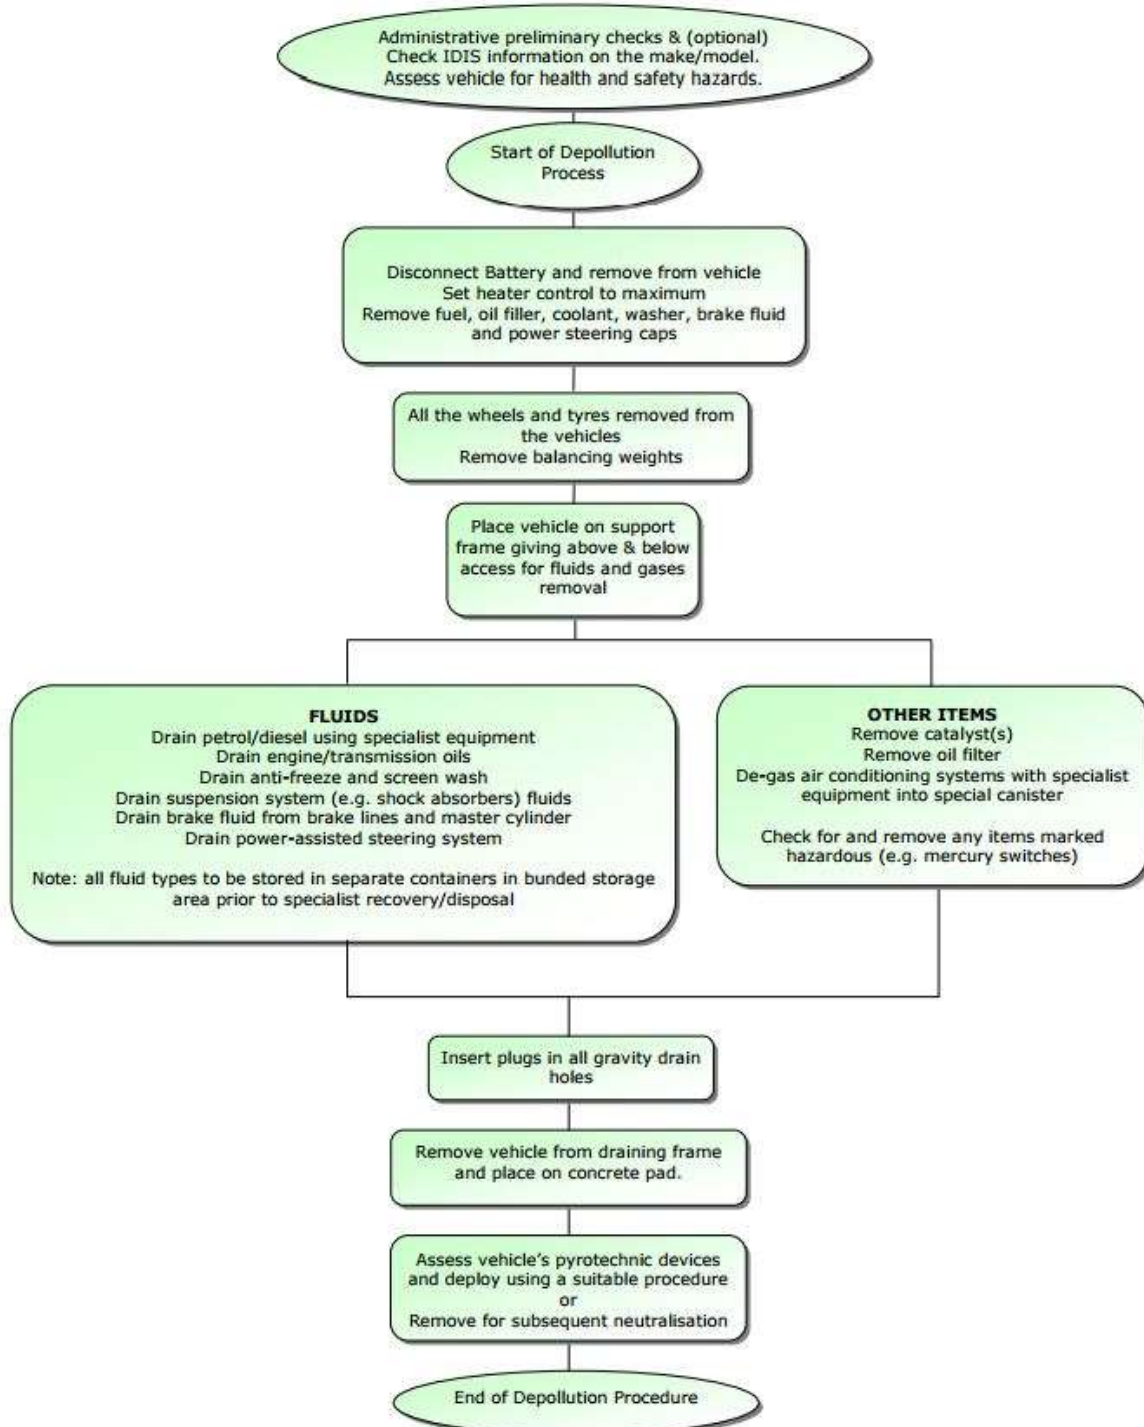 Administrative preliminary checks & (optional)
Check IDIS information on the make/model.
Assess vehicle for health and safety hazards.
Start of Depollution
Process
Disconnect Battery and remove from vehicle
Set heater control to maximum
Remove fuel, oil filler, coolant, washer, brake fluid
and power steering caps
All the wheels and tyres removed from
the vehicles
Remove balancing weights
Place vehicle on support
frame giving above & below
access for fluids and gases
removal
FLUIDS
Drain petrol/diesel using specialist equipment
Drain engine/transmission oils
Drain anti-freeze and screen wash
Drain suspension system (e.g. shock absorbers) fluids
Drain brake fluid from brake lines and master cylinder
Drain power-assisted steering system
Note: all fluid types to be stored in separate containers in bunded storage
area prior to specialist recovery/disposal
OTHER ITEMS
Remove catalyst(s)
Remove oil filter
De-gas air conditioning systems with specialist
equipment into special canister
Check for and remove any items marked
hazardous (e.g. mercury switches)
Insert plugs in all gravity drain
holes
Remove vehicle from draining frame
and place on concrete pad.
Assess vehicle's pyrotechnic devices
and deploy using a suitable procedure
or
Remove for subsequent neutralisation
End of Depollution Procedure